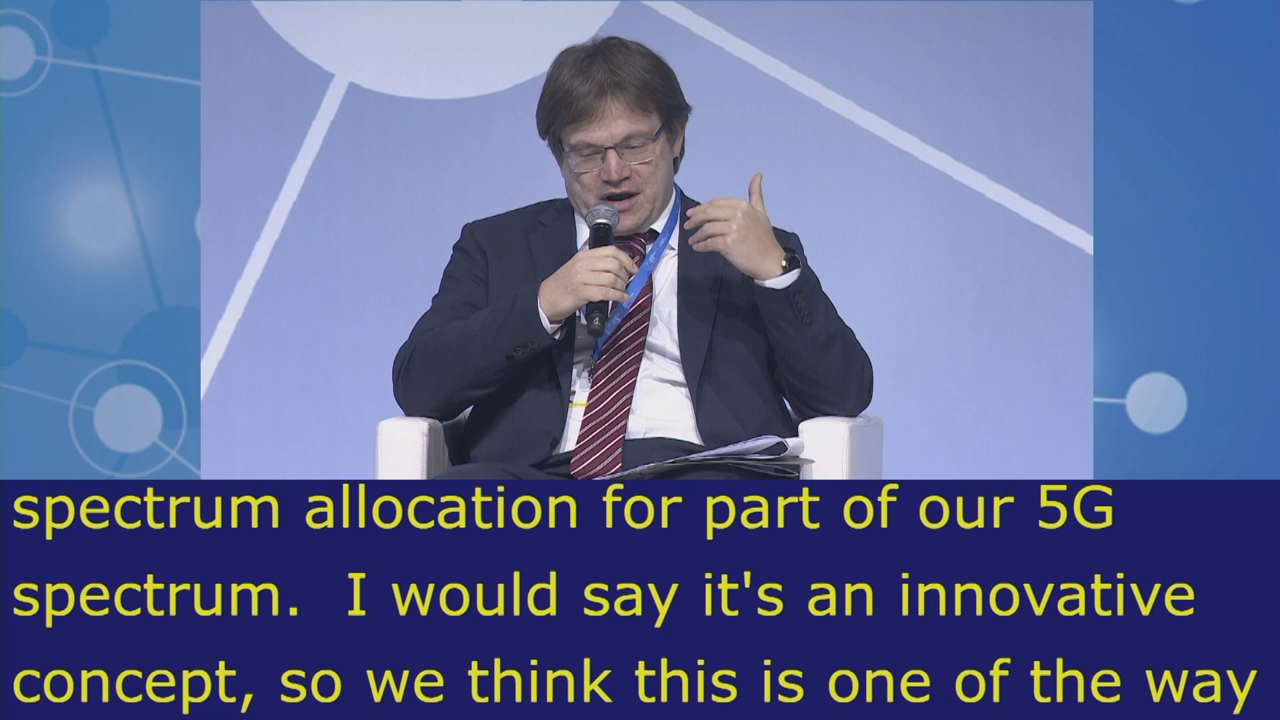 spectrum allocation for part of our 5G
spectrum.  I would say it's an innovative
concept, so we think this is one of the way